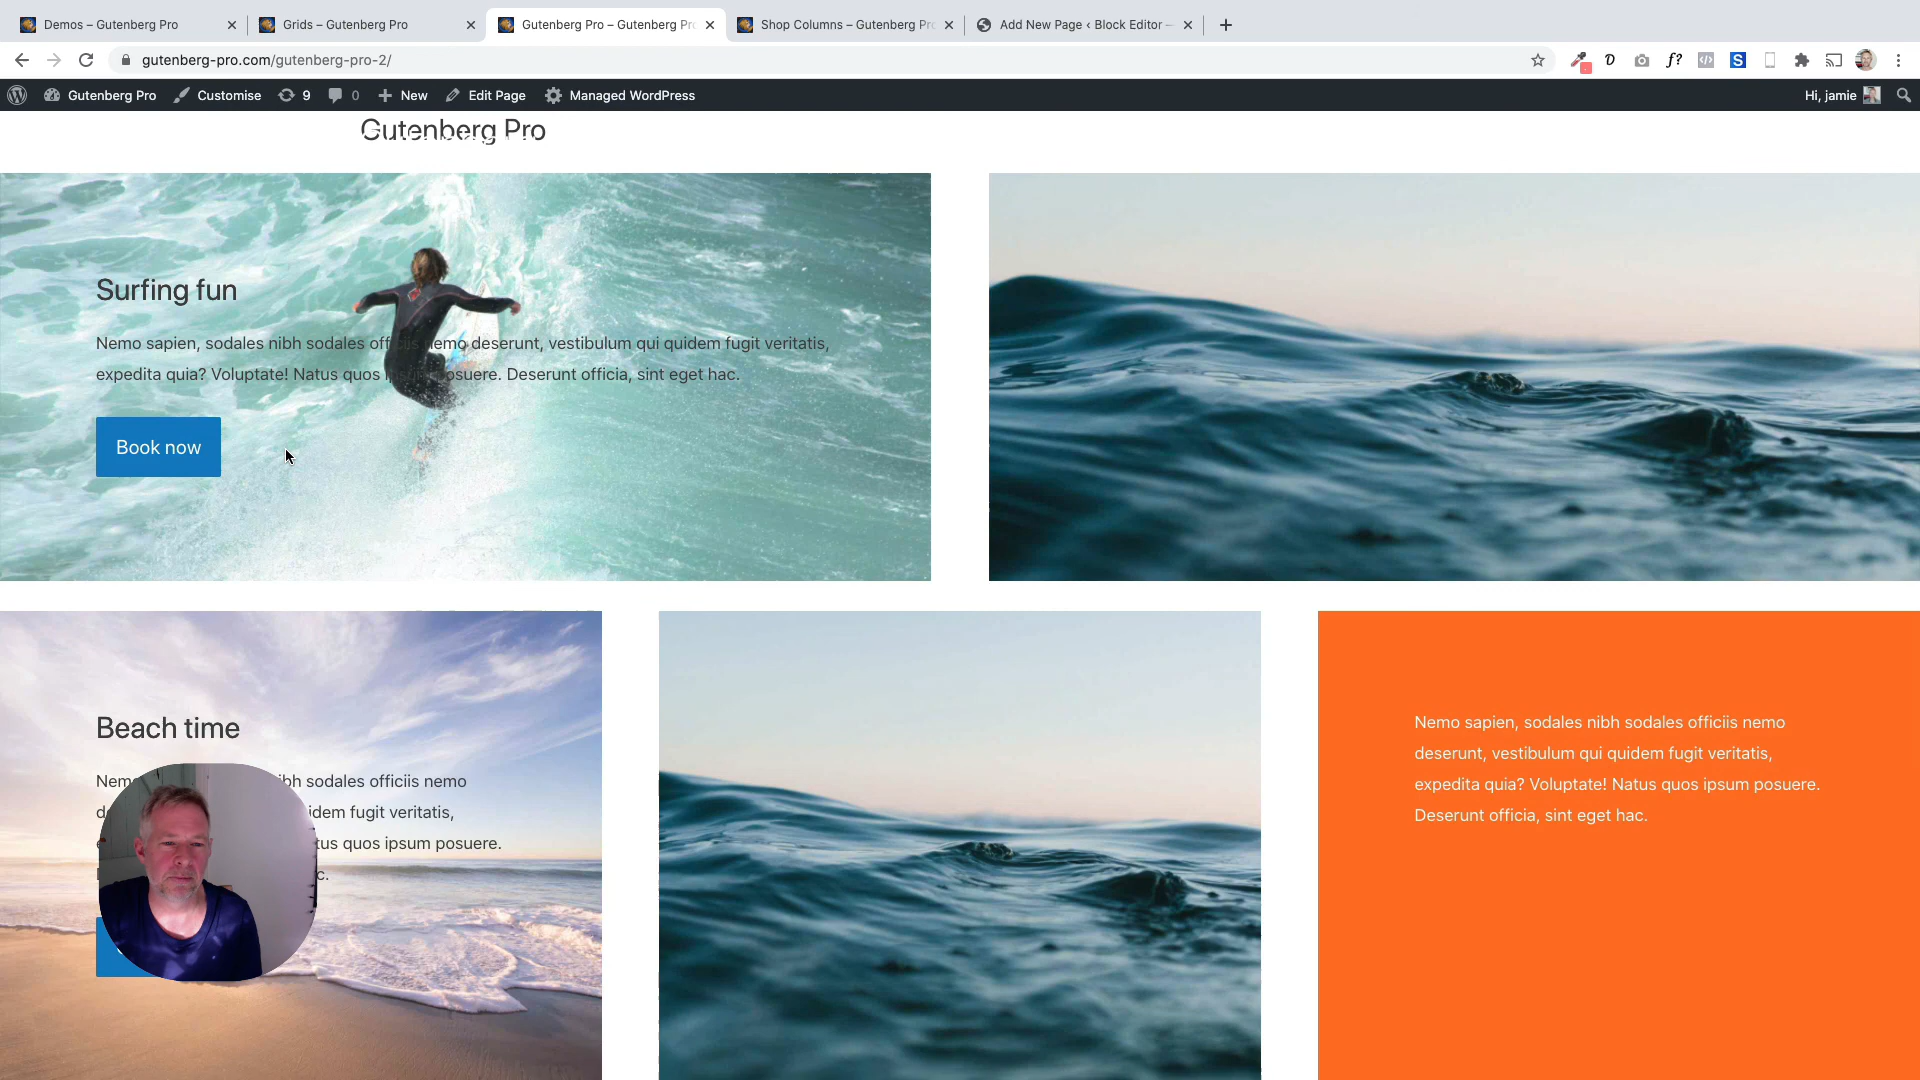 Demos – Gutenberg Pro
Grids – Gutenberg Pro
Gutenberg Pro – Gutenberg Pr
Shop Columns – Gutenberg Pr
Add New Page ‹ Block Editor –
gutenberg-pro.com/gutenberg-pro-2/
Gutenberg Pro
Customise
9
0
New
Edit Page
Managed WordPress
Hi, jamie
Gutenberg Pro
Surfing fun
Nemo sapien, sodales nibh sodales officiis nemo deserunt, vestibulum qui quidem fugit veritatis,
expedita quia? Voluptate! Natus quos ipsum posuere. Deserunt officia, sint eget hac.
Book now
Beach time
Nem ibh sodales officiis nemo
d idem fugit veritatis,
e tus quos ipsum posuere.
c.
Nemo sapien, sodales nibh sodales officiis nemo
deserunt, vestibulum qui quidem fugit veritatis,
expedita quia? Voluptate! Natus quos ipsum posuere.
Deserunt officia, sint eget hac.